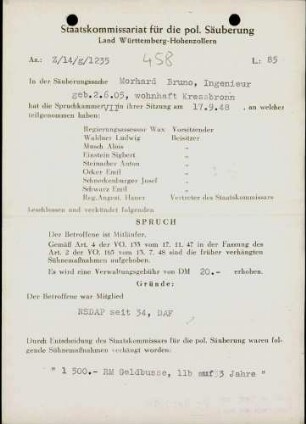 Staatskommissariat für die pol. Säuberung
Land Württemberg-Hohenzollern
Az.: Z/14/g/1235 458 L: 85
In der Säuberungssache Morhard Bruno, Ingenieur
geb.2.6.05, wohnhaft Kressbronn
hat die Spruchkammer VII in ihrer Sitzung am 17.9.48 , an welcher
teilgenommen haben:
Regierungsassessor Wax Vorsitzender
Waldner Ludwig Beisitzer
Munch Alois "
Einstein Sigbert "
Steinacher Anton "
Ocker Emil "
Schnekenburger Josef "
Schwarz Emil "
Reg.Angest. Hauer Vertreter des Staatskommissars
beschlossen und verkündet folgenden:
SPRUCH
Der Betroffene ist Mitläufer.
Gemäß Art. 4 der VO. 133 vom 17. 11. 47 in der Fassung des
Art. 2 der VO. 165 vom 13. 7. 48 sind die früher verhängten
Sühnemaßnahmen aufgehoben.
Es wird eine Verwaltungsgebühr von DM 20.- erhoben.
Gründe:
Der Betroffene war Mitglied
NSDAP seit 34, DAF
Durch Entscheidung des Staatskommissars für die pol. Säuberung waren fol-
gende Sühnemaßnahmen verhängt worden:
" 1 500.- RM Geldbusse, 11b auf 3 Jahre "